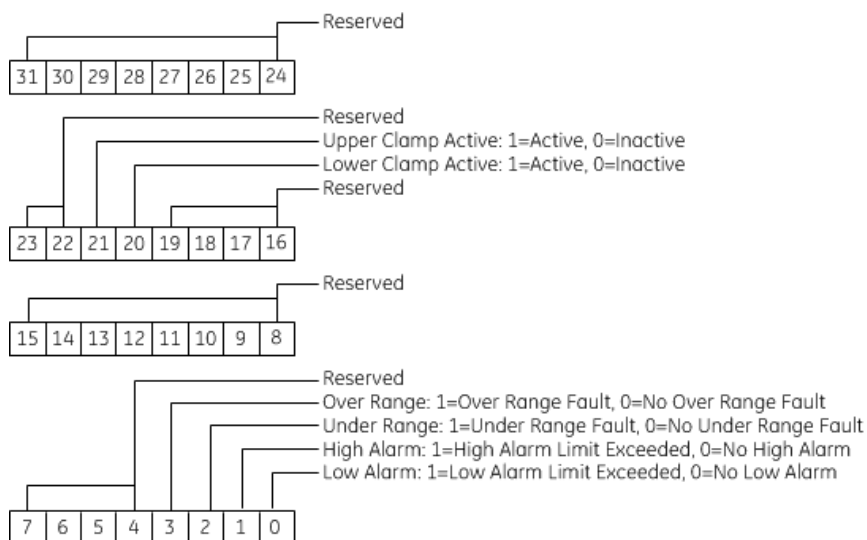 Reserved
31 30 29 28 27 26 25 24
Reserved
Upper Clamp Active: 1=Active, 0=Inactive
Lower Clamp Active: 1=Active, 0=Inactive
Reserved
23 22 21 20 19 18 17 16
Reserved
15 14 13 12 11 10 9 8
Reserved
Over Range: 1=Over Range Fault, 0=No Over Range Fault
Under Range: 1=Under Range Fault, 0=No Under Range Fault
High Alarm: 1=High Alarm Limit Exceeded, 0=No High Alarm
Low Alarm: 1=Low Alarm Limit Exceeded, 0=No Low Alarm
7 6 5 4 3 2 1 0